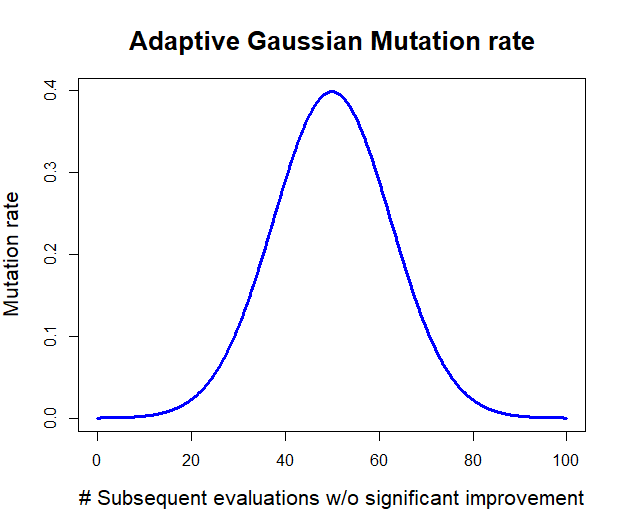 Adaptive Gaussian Mutation rate
Mutation rate
0.4
0.3
0.2
0.1
0.0
0 20 40 60 80 100
# Subsequent evaluations w/o significant improvement